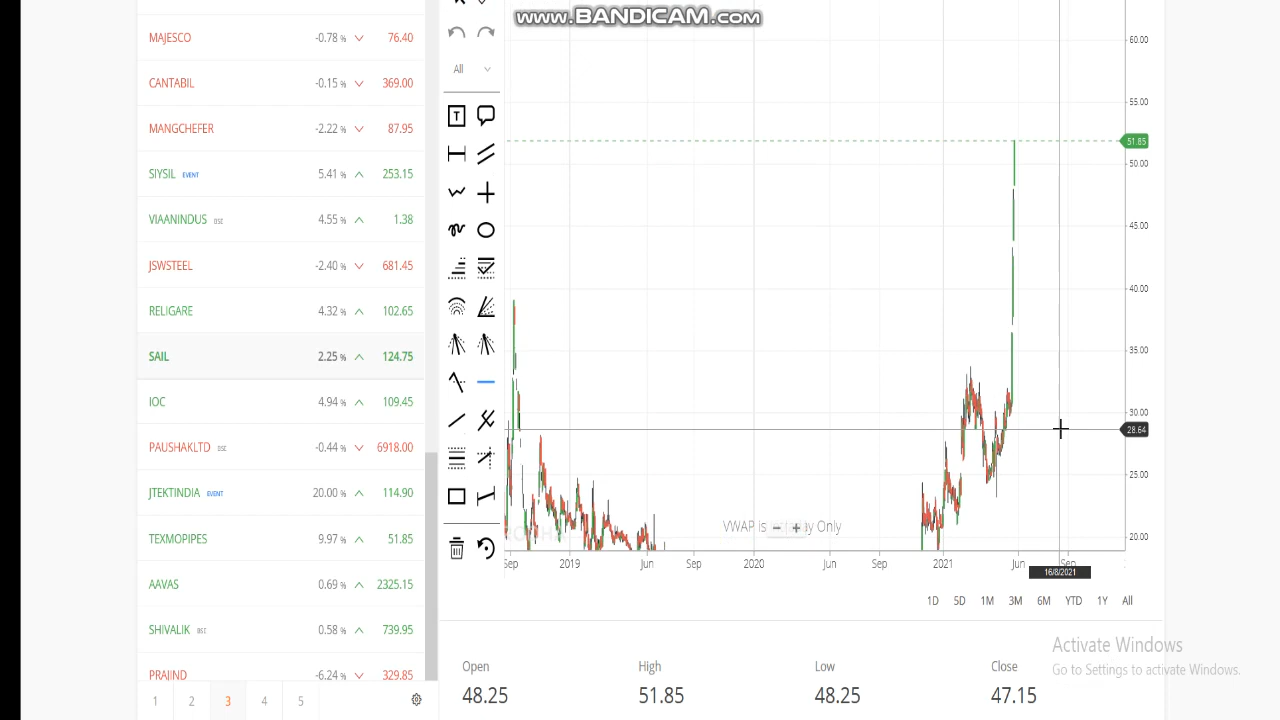 www.BANDICAM.com
MAJESCO -0.78 % 76.40
CANTABIL -0.15 % 369.00
MANGCHEFER -2.22 % 87.95
SIYSIL EVENT 5.41 % 253.15
VIAANINDUS BSE 4.55 % 1.38
JSWSTEEL -2.40 % 681.45
RELIGARE 4.32 % 102.65
SAIL 2.25 % 124.75
IOC 4.94 % 109.45
PAUSHAKLTD BSE -0.44 % 6918.00
JTEKTINDIA EVENT 20.00 % 114.90
TEXMOPIPES 9.97 % 51.85
AAVAS 0.69 % 2325.15
SHIVALIK BSE 0.58 % 739.95
PRAJIND -6.24 % 329.85
1 2 3 4 5
All
T
60.00
55.00
51.85
50.00
45.00
40.00
35.00
30.00
28.64
25.00
20.00
VWAP is ay Only
Sep 2019 Jun Sep 2020 Jun Sep 2021 Jun Sep
16/8/2021
1D 5D 1M 3M 6M YTD 1Y All
Open High Low Close
48.25 51.85 48.25 47.15
Activate Windows
Go to Settings to activate Windows.